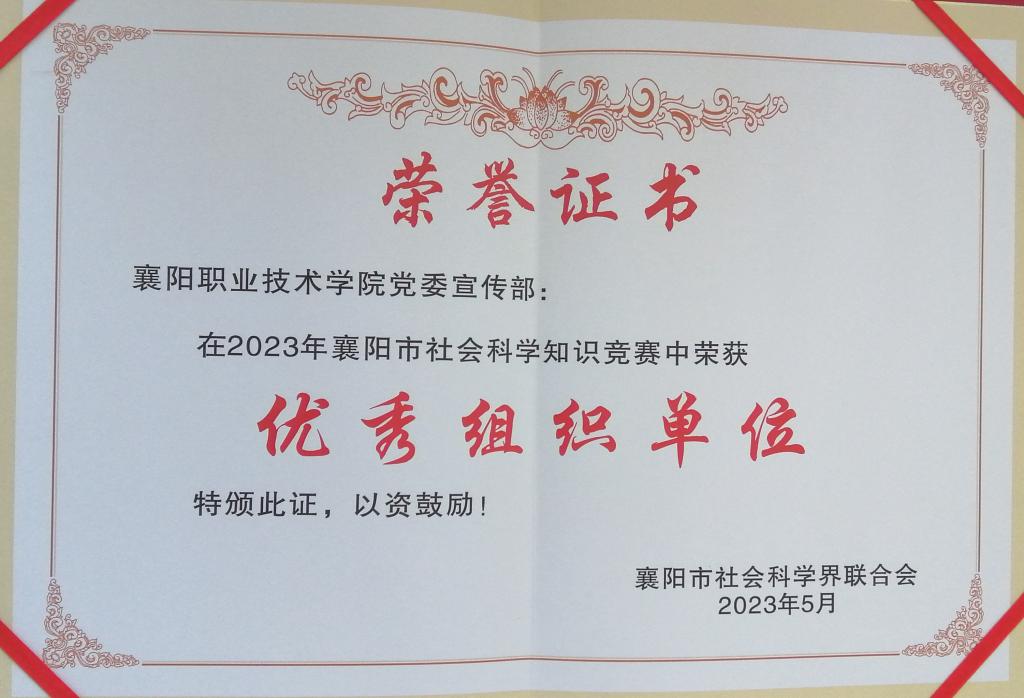 荣誉证书
襄阳职业技术学院党委宣传部：
在2023年襄阳市社会科学知识竞赛中荣获
优秀组织单位
特颁此证，以资鼓励！
襄阳市社会科学界联合会
2023年5月